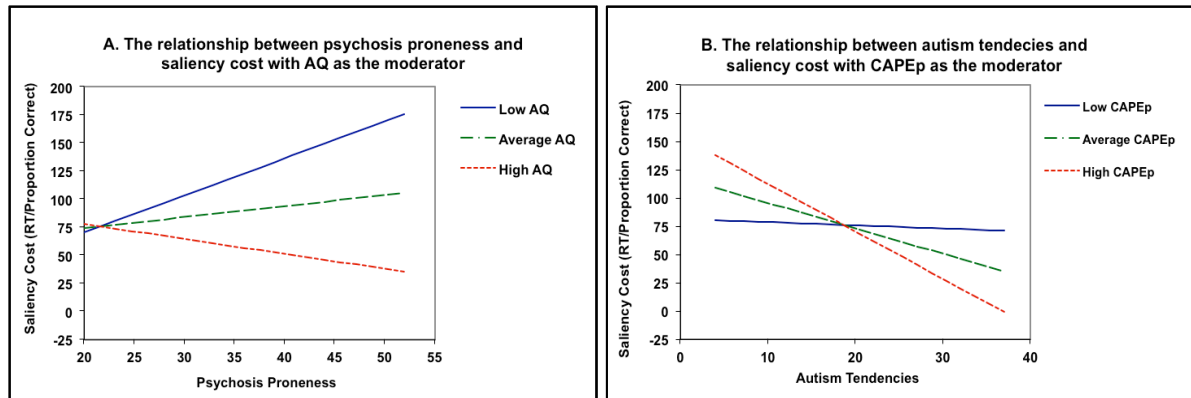 A. The relationship between psychosis proneness and
saliency cost with AQ as the moderator
Saliency Cost (RT/Proportion Correct)
200
175
150
125
100
75
50
25
0
-25
20 25 30 35 40 45 50 55
Psychosis Proneness
Low AQ
Average AQ
High AQ
B. The relationship between autism tendecies and
saliency cost with CAPEp as the moderator
Saliency Cost (RT/Proportion Correct)
200
175
150
125
100
75
50
25
0
-25
0 10 20 30 40
Autism Tendencies
Low CAPEp
Average CAPEp
High CAPEp